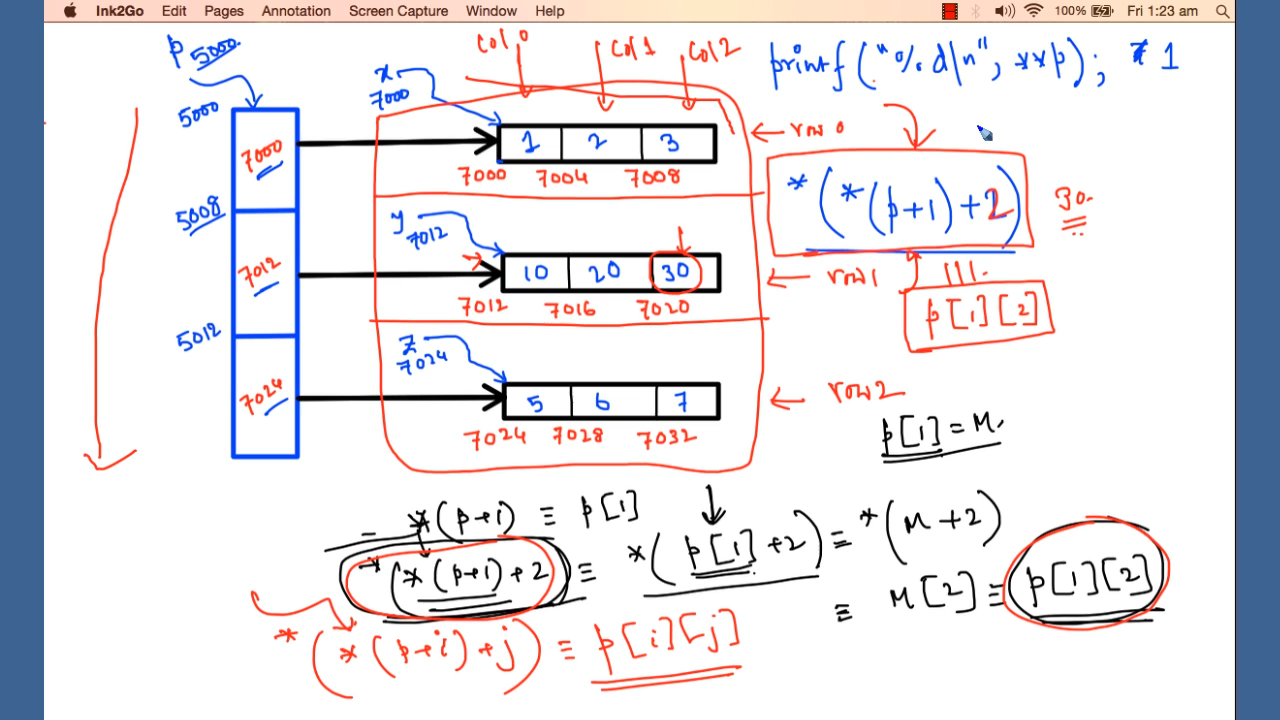 Ink2Go Edit Pages Annotation Screen Capture Window Help 100% Fri 1:23 am
p 5000
col 0 col 1 col 2
printf("%d\n", **p); 1
x
7000
5000
7000
1 2 3
← row 0
7000 7004 7008
*(*(p+1)+2) 30.
5008
y
7012
7012
10 20 30
← row1
7012 7016 7020
p[1][2]
5012
z
7024
7024
5 6 7
← row2
7024 7028 7032
p[1] = M.
*(p+1) ≡ p[1]
*(*(p+1)+2) ≡ *(p[1]+2) ≡ *(M+2)
≡ M[2] ≡ p[1][2]
*(*(p+i)+j) ≡ p[i][j]